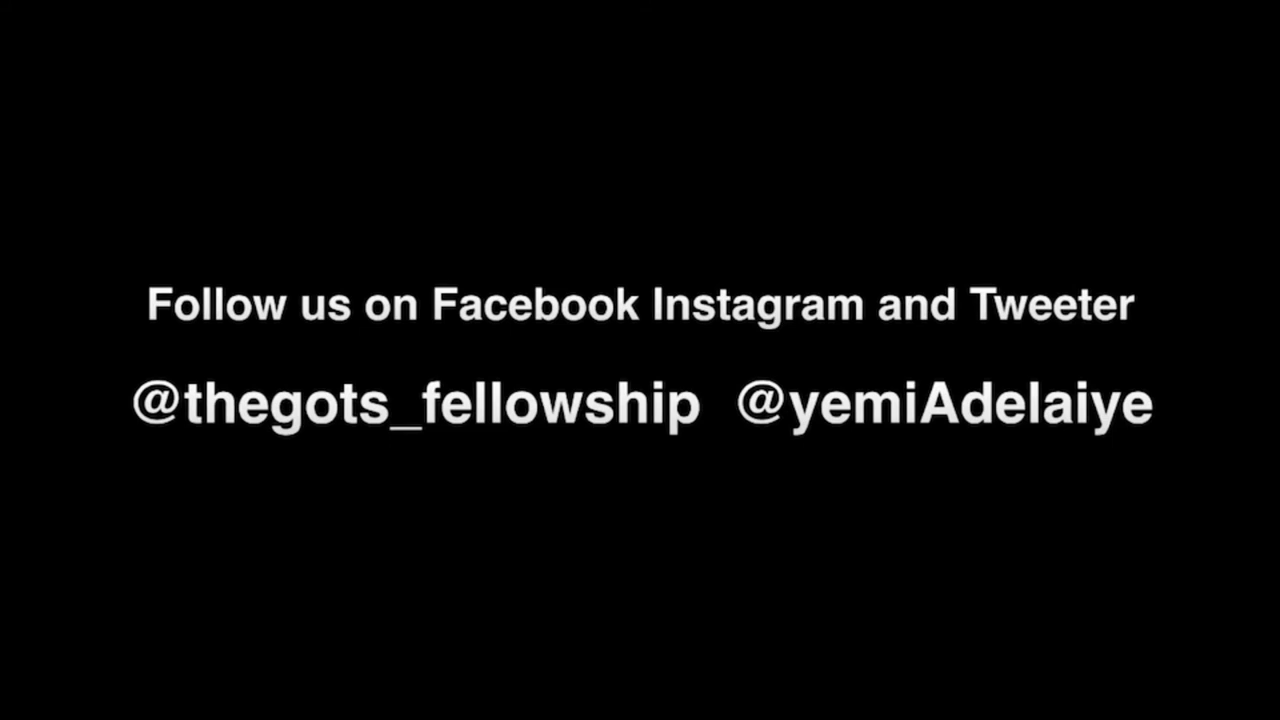 Follow us on Facebook Instagram and Tweeter
@thegots_fellowship @yemiAdelaiye